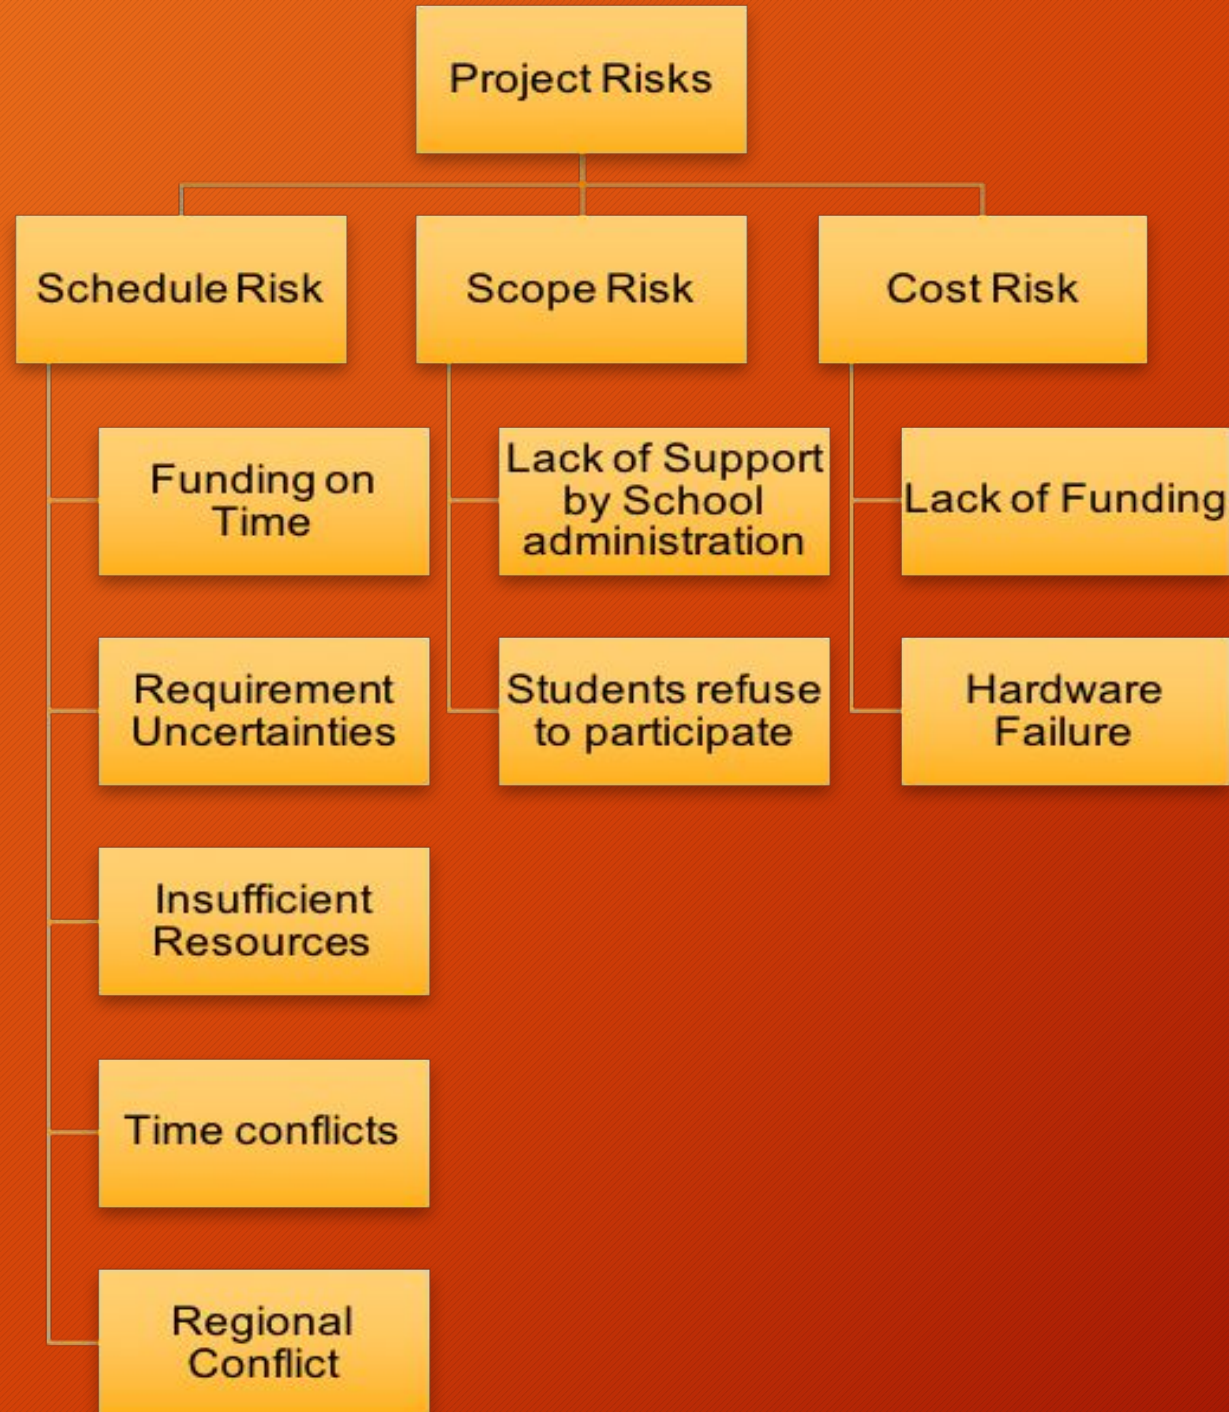 Project Risks
Schedule Risk
Scope Risk
Cost Risk
Funding on
Time
Lack of Support
by School
administration
Lack of Funding
Requirement
Uncertainties
Students refuse
to participate
Hardware
Failure
Insufficient
Resources
Time conflicts
Regional
Conflict